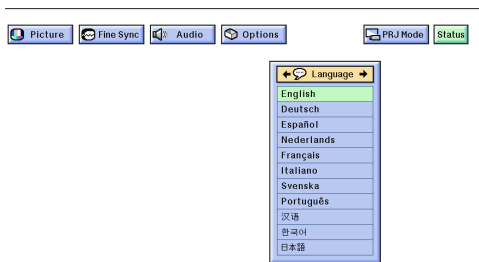 Picture Fine Sync Audio Options PRJ Mode Status
Language
English
Deutsch
Español
Nederlands
Français
Italiano
Svenska
Português
汉语
한국어
日本語